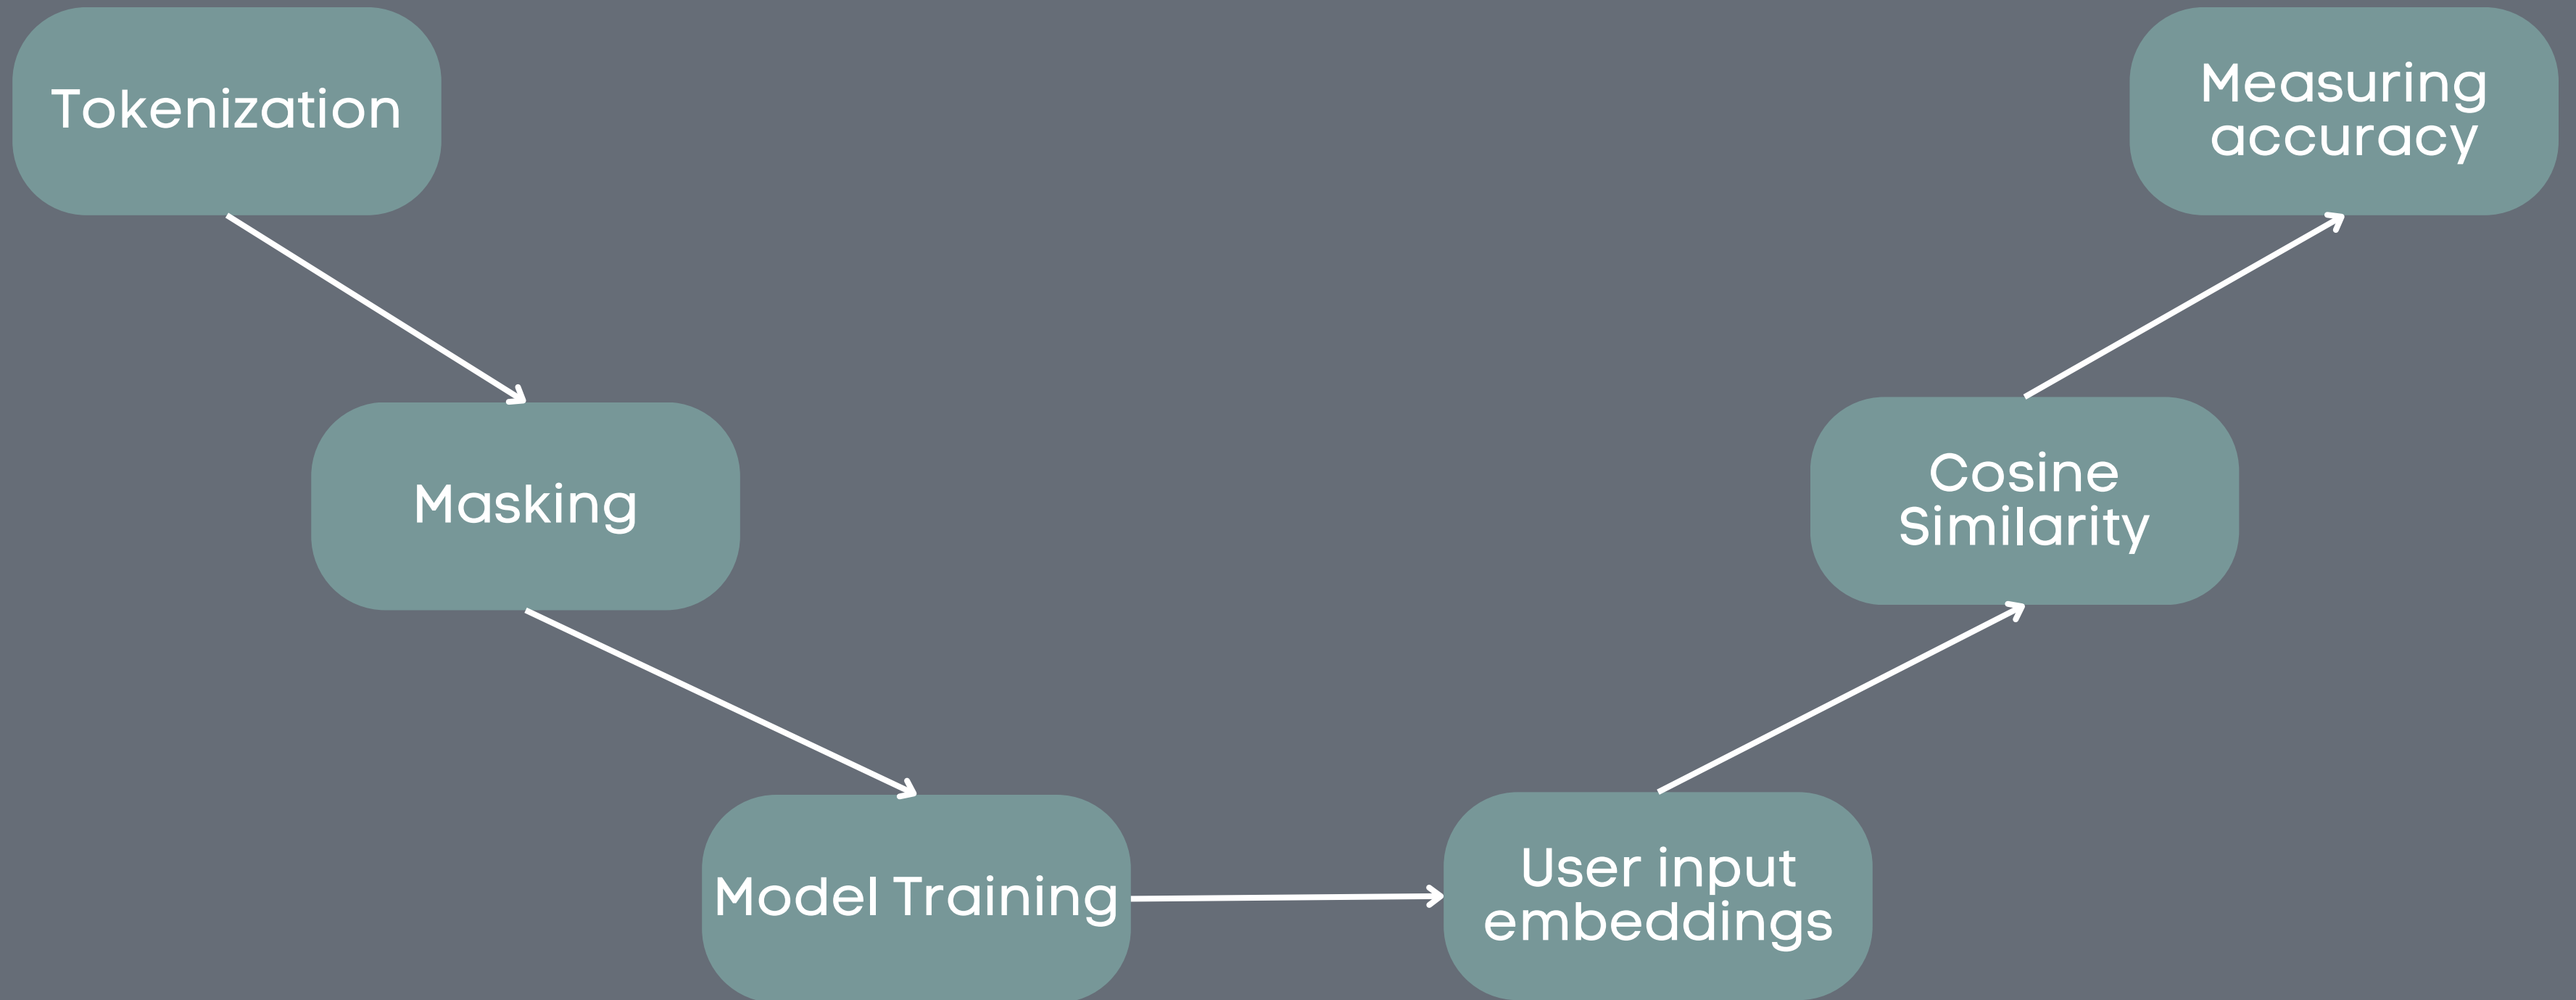 Tokenization
Masking
Model Training
User input
embeddings
Cosine
Similarity
Measuring
accuracy